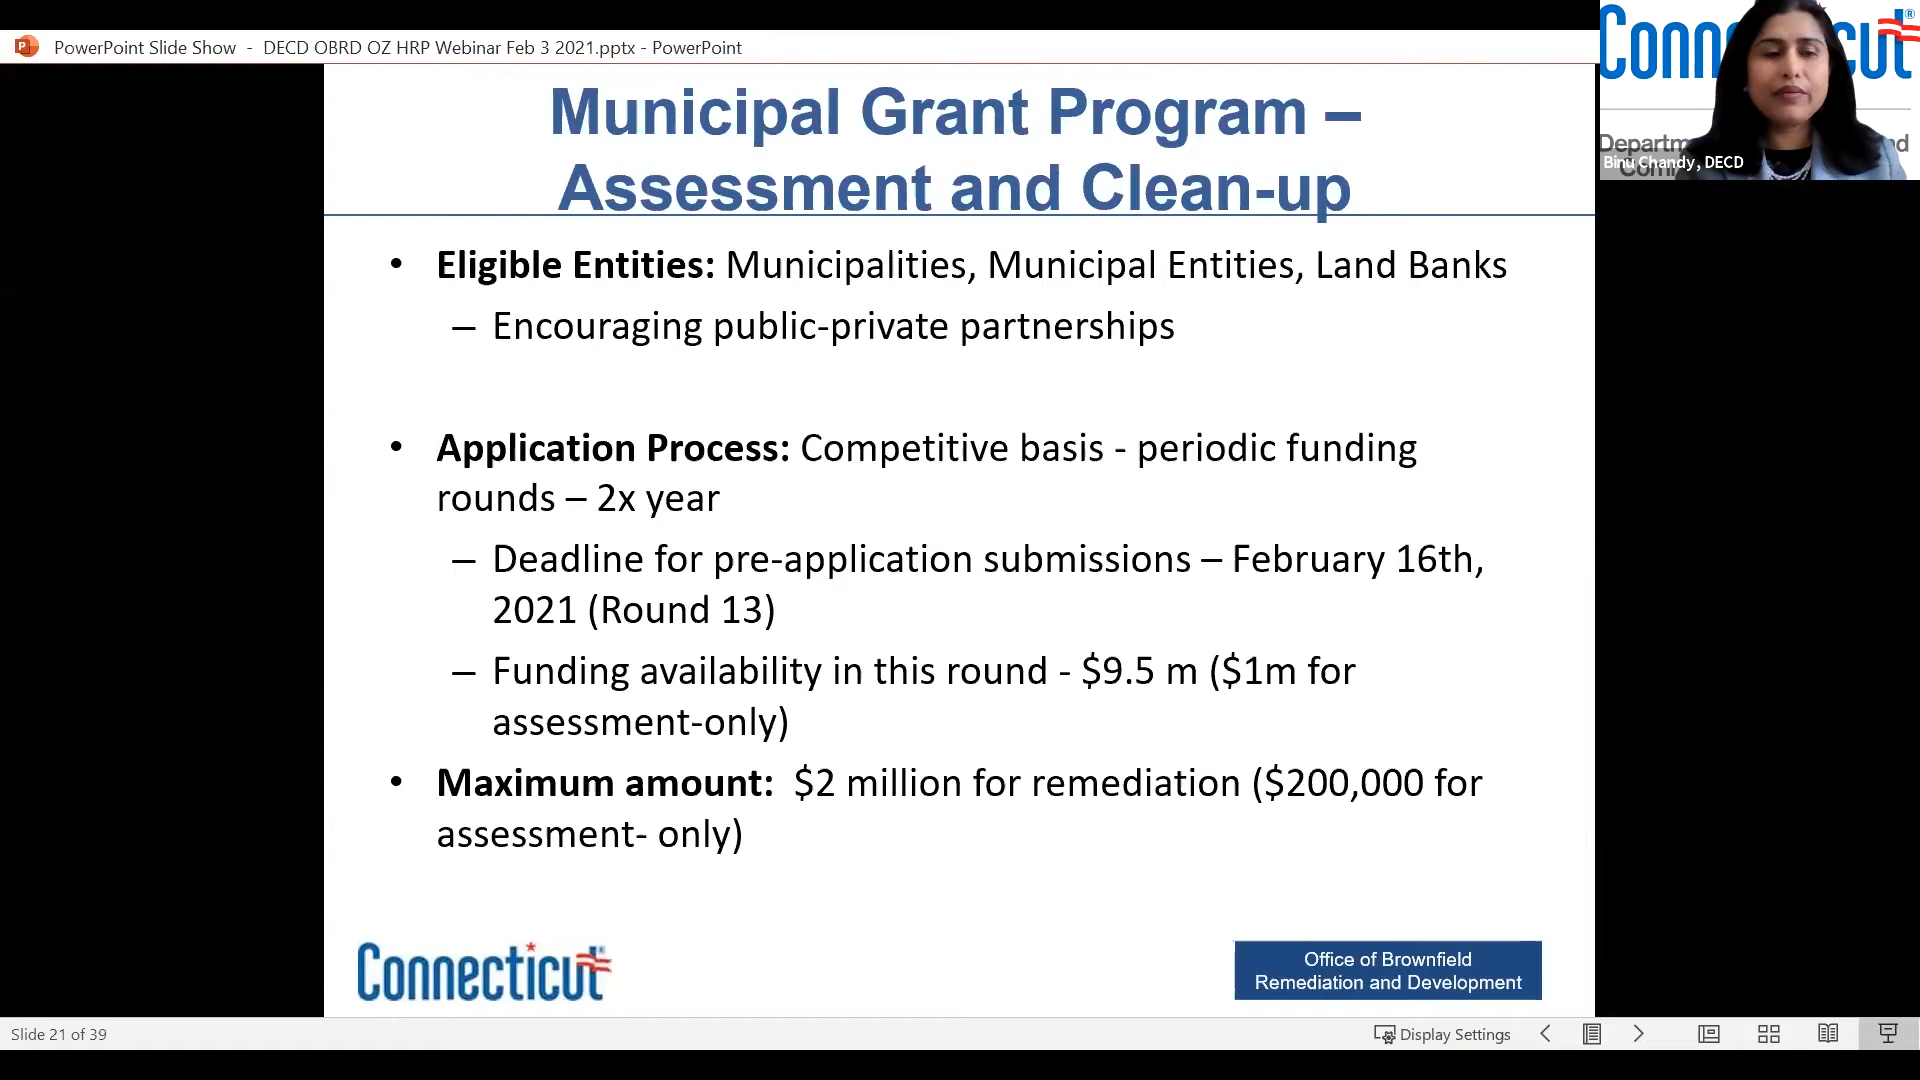 PowerPoint Slide Show - DECD OBRD OZ HRP Webinar Feb 3 2021.pptx - PowerPoint
Municipal Grant Program –
Assessment and Clean-up
• Eligible Entities: Municipalities, Municipal Entities, Land Banks
– Encouraging public-private partnerships
• Application Process: Competitive basis - periodic funding
rounds – 2x year
– Deadline for pre-application submissions – February 16th,
2021 (Round 13)
– Funding availability in this round - $9.5 m ($1m for
assessment-only)
• Maximum amount: $2 million for remediation ($200,000 for
assessment- only)
Connecticut
Office of Brownfield
Remediation and Development
Slide 21 of 39
Display Settings
Binu Chandy, DECD